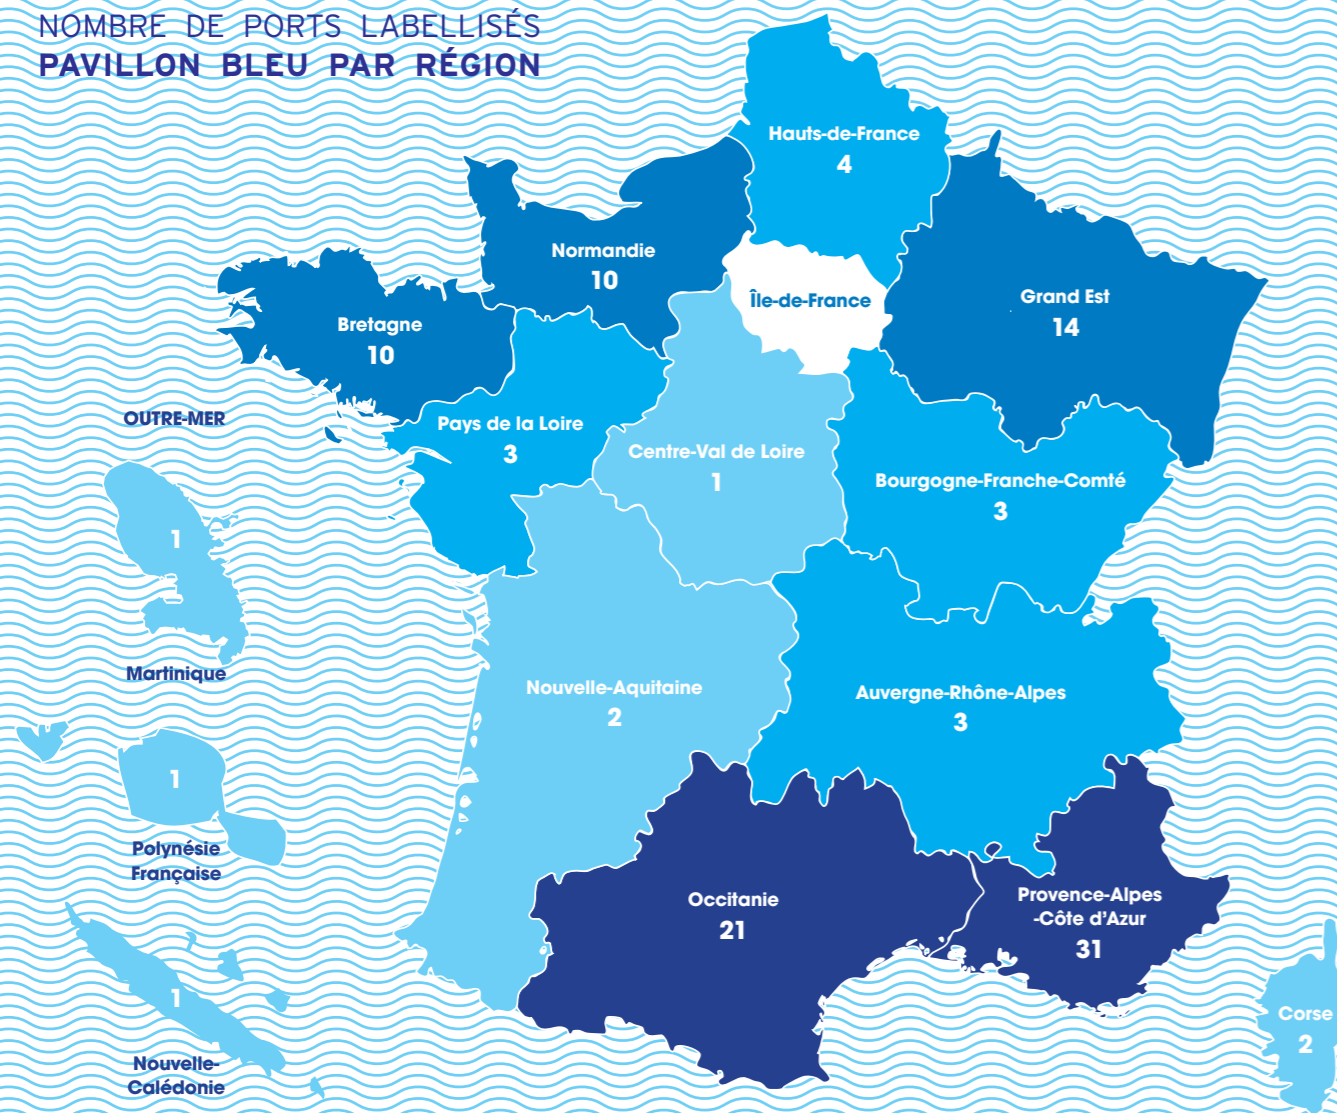 NOMBRE DE PORTS LABELLISÉS
PAVILLON BLEU PAR RÉGION
Hauts-de-France
4
Normandie
10
Île-de-France
Grand Est
14
Bretagne
10
Pays de la Loire
3
Centre-Val de Loire
1
Bourgogne-Franche-Comté
3
OUTRE-MER
1
Martinique
Nouvelle-Aquitaine
2
Auvergne-Rhône-Alpes
3
1
Polynésie
Française
Occitanie
21
Provence-Alpes
-Côte d'Azur
31
1
Nouvelle-
Calédonie
Corse
2